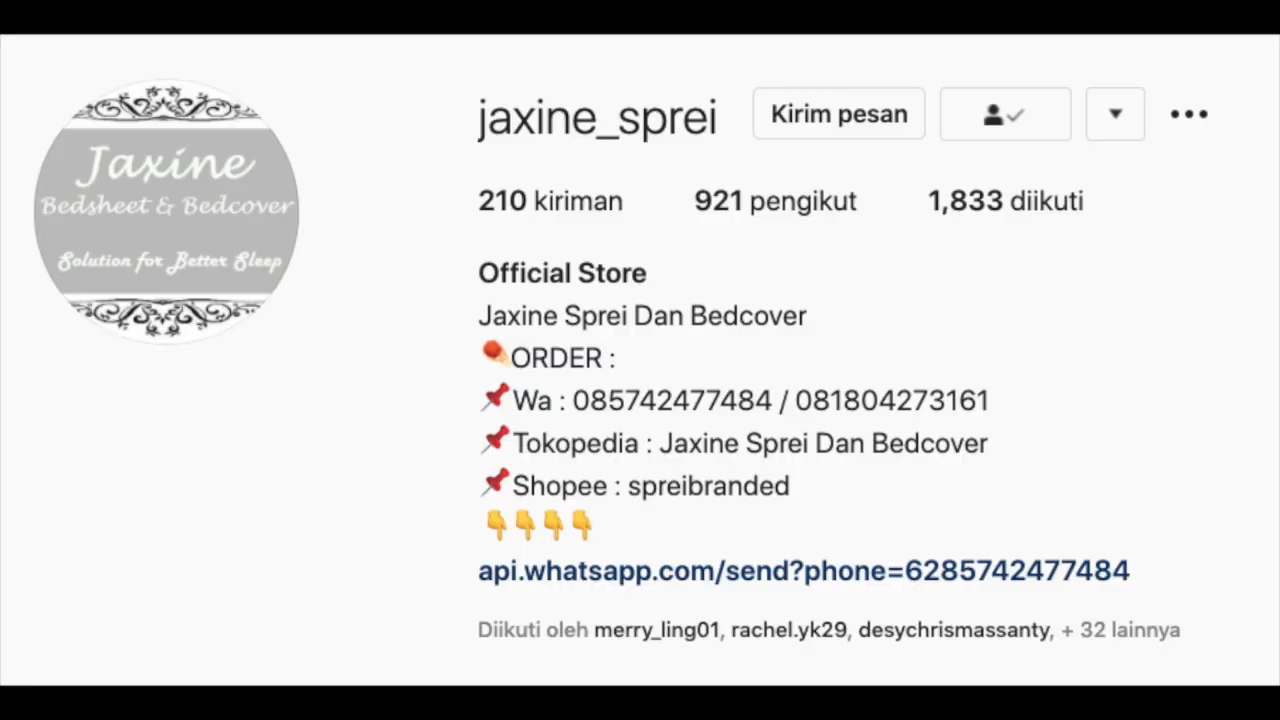 Jaxine
Bedsheet & Bedcover
Solution for Better Sleep
jaxine_sprei
Kirim pesan
210 kiriman 921 pengikut 1,833 diikuti
Official Store
Jaxine Sprei Dan Bedcover
ORDER :
Wa : 085742477484 / 081804273161
Tokopedia : Jaxine Sprei Dan Bedcover
Shopee : spreibranded
api.whatsapp.com/send?phone=6285742477484
Diikuti oleh merry_ling01, rachel.yk29, desychrismassanty, + 32 lainnya